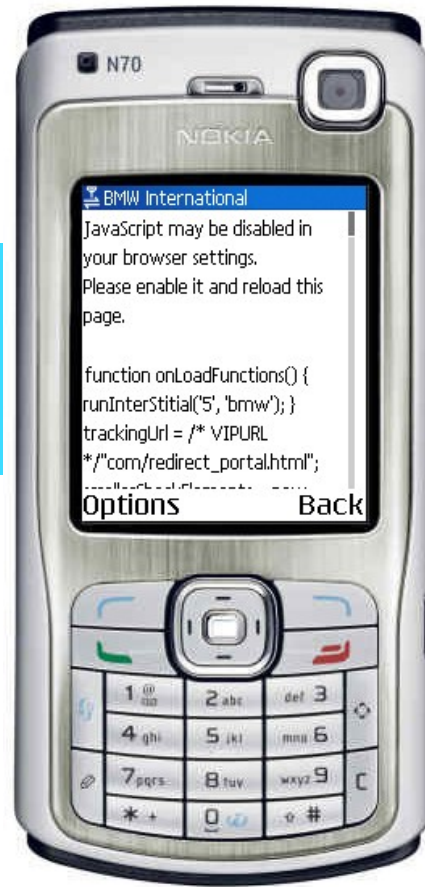 N70
NOKIA
BMW International
JavaScript may be disabled in
your browser settings.
Please enable it and reload this
page.
function onLoadFunctions() {
runInterStitial('5', 'bmw'); }
trackingUrl = /* VIPURL
*/"com/redirect_portal.html";
Options Back
1 @
2 abc def 3
4 ghi 5 jkl mno 6
7 pqrs 8 tuv wxyz 9 C
* + 0 #